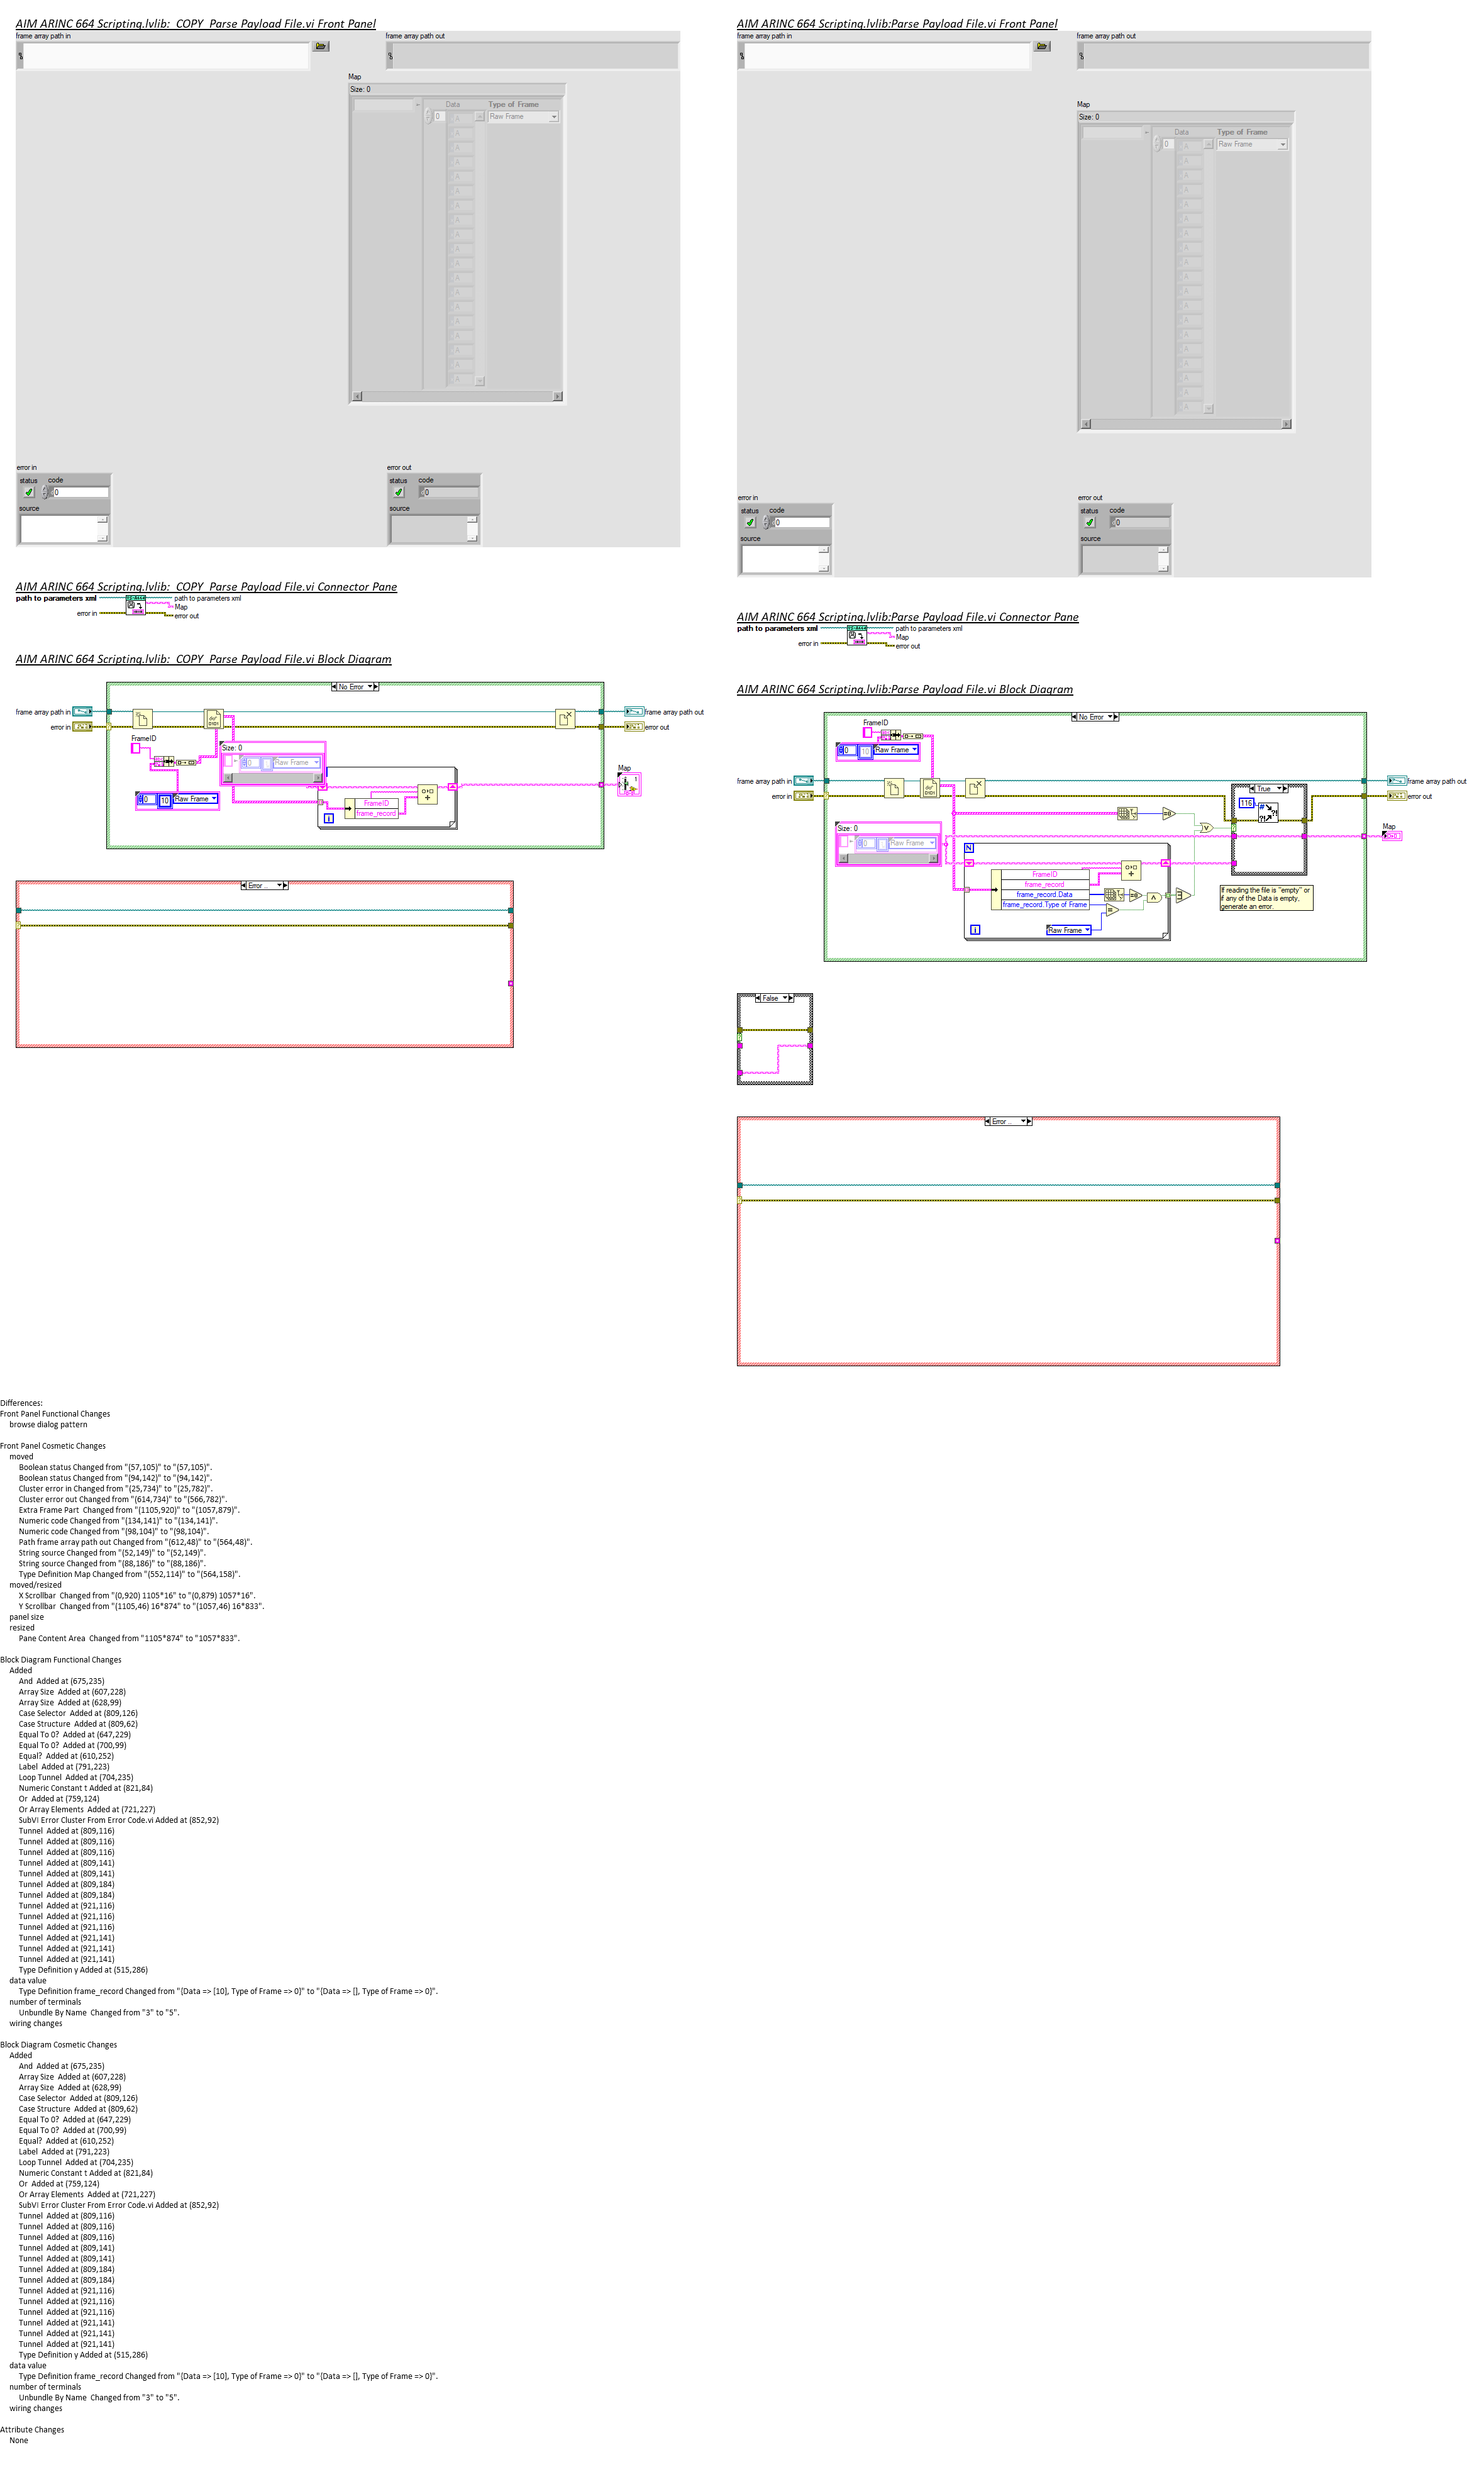 AIM ARINC 664 Scripting.lvlib:_COPY_Parse Payload File.vi Front Panel
frame array path in
frame array path out
Map
Size: 0
Data
Type of Frame
0
Raw Frame
error in
status
code
0
source
error out
status
code
0
source
AIM ARINC 664 Scripting.lvlib:_COPY_Parse Payload File.vi Connector Pane
path to parameters xml
path to parameters xml
Map
error in
error out
AIM ARINC 664 Scripting.lvlib:_COPY_Parse Payload File.vi Block Diagram
No Error
frame array path in
frame array path out
error in
error out
FrameID
Size: 0
0
Raw Frame
Map
0
10
Raw Frame
FrameID
frame_record
i
Error ..
AIM ARINC 664 Scripting.lvlib:Parse Payload File.vi Front Panel
frame array path in
frame array path out
Map
Size: 0
Data
Type of Frame
0
Raw Frame
error in
status
code
0
source
error out
status
code
0
source
AIM ARINC 664 Scripting.lvlib:Parse Payload File.vi Connector Pane
path to parameters xml
path to parameters xml
Map
error in
error out
AIM ARINC 664 Scripting.lvlib:Parse Payload File.vi Block Diagram
No Error
FrameID
0
10
Raw Frame
frame array path in
frame array path out
error in
error out
True
116
Size: 0
0
Raw Frame
Map
N
FrameID
frame_record
frame_record.Data
frame_record.Type of Frame
i
Raw Frame
If reading the file is "empty" or
if any of the Data is empty,
generate an error.
False
Error ..
Differences:
Front Panel Functional Changes
browse dialog pattern
Front Panel Cosmetic Changes
moved
Boolean status Changed from "(57,105)" to "(57,105)".
Boolean status Changed from "(94,142)" to "(94,142)".
Cluster error in Changed from "(25,734)" to "(25,782)".
Cluster error out Changed from "(614,734)" to "(566,782)".
Extra Frame Part  Changed from "(1105,920)" to "(1057,879)".
Numeric code Changed from "(134,141)" to "(134,141)".
Numeric code Changed from "(98,104)" to "(98,104)".
Path frame array path out Changed from "(612,48)" to "(564,48)".
String source Changed from "(52,149)" to "(52,149)".
String source Changed from "(88,186)" to "(88,186)".
Type Definition Map Changed from "(552,114)" to "(564,158)".
moved/resized
X Scrollbar  Changed from "(0,920) 1105*16" to "(0,879) 1057*16".
Y Scrollbar  Changed from "(1105,46) 16*874" to "(1057,46) 16*833".
panel size
resized
Pane Content Area  Changed from "1105*874" to "1057*833".
Block Diagram Functional Changes
Added
And  Added at (675,235)
Array Size  Added at (607,228)
Array Size  Added at (628,99)
Case Selector  Added at (809,126)
Case Structure  Added at (809,62)
Equal To 0?  Added at (647,229)
Equal To 0?  Added at (700,99)
Equal?  Added at (610,252)
Label  Added at (791,223)
Loop Tunnel  Added at (704,235)
Numeric Constant t Added at (821,84)
Or  Added at (759,124)
Or Array Elements  Added at (721,227)
SubVI Error Cluster From Error Code.vi Added at (852,92)
Tunnel  Added at (809,116)
Tunnel  Added at (809,116)
Tunnel  Added at (809,116)
Tunnel  Added at (809,141)
Tunnel  Added at (809,141)
Tunnel  Added at (809,184)
Tunnel  Added at (809,184)
Tunnel  Added at (921,116)
Tunnel  Added at (921,116)
Tunnel  Added at (921,116)
Tunnel  Added at (921,141)
Tunnel  Added at (921,141)
Tunnel  Added at (921,141)
Type Definition y Added at (515,286)
data value
Type Definition frame_record Changed from "{Data => [10], Type of Frame => 0}" to "{Data => [], Type of Frame => 0}".
number of terminals
Unbundle By Name  Changed from "3" to "5".
wiring changes
Block Diagram Cosmetic Changes
Added
And  Added at (675,235)
Array Size  Added at (607,228)
Array Size  Added at (628,99)
Case Selector  Added at (809,126)
Case Structure  Added at (809,62)
Equal To 0?  Added at (647,229)
Equal To 0?  Added at (700,99)
Equal?  Added at (610,252)
Label  Added at (791,223)
Loop Tunnel  Added at (704,235)
Numeric Constant t Added at (821,84)
Or  Added at (759,124)
Or Array Elements  Added at (721,227)
SubVI Error Cluster From Error Code.vi Added at (852,92)
Tunnel  Added at (809,116)
Tunnel  Added at (809,116)
Tunnel  Added at (809,116)
Tunnel  Added at (809,141)
Tunnel  Added at (809,141)
Tunnel  Added at (809,184)
Tunnel  Added at (809,184)
Tunnel  Added at (921,116)
Tunnel  Added at (921,116)
Tunnel  Added at (921,116)
Tunnel  Added at (921,141)
Tunnel  Added at (921,141)
Tunnel  Added at (921,141)
Type Definition y Added at (515,286)
data value
Type Definition frame_record Changed from "{Data => [10], Type of Frame => 0}" to "{Data => [], Type of Frame => 0}".
number of terminals
Unbundle By Name  Changed from "3" to "5".
wiring changes
Attribute Changes
None